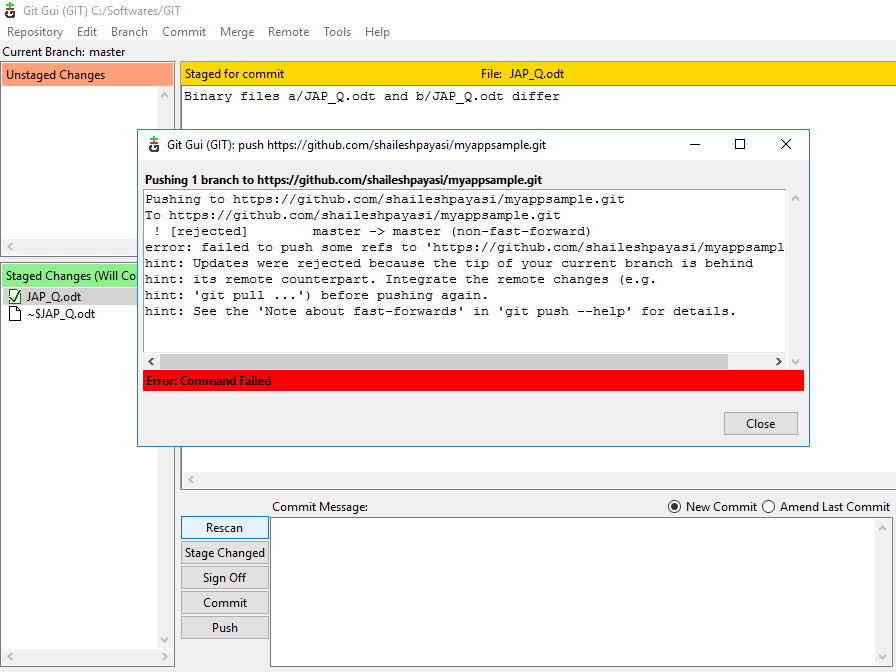 Git Gui (GIT) C:/Softwares/GIT
Repository Edit Branch Commit Merge Remote Tools Help
Current Branch: master
Unstaged Changes
Staged for commit File: JAP_Q.odt
Binary files a/JAP_Q.odt and b/JAP_Q.odt differ
Git Gui (GIT): push https://github.com/shaileshpayasi/myappsample.git
Pushing 1 branch to https://github.com/shaileshpayasi/myappsample.git
Pushing to https://github.com/shaileshpayasi/myappsample.git
To https://github.com/shaileshpayasi/myappsample.git
! [rejected] master -> master (non-fast-forward)
error: failed to push some refs to 'https://github.com/shaileshpayasi/myappsampl
hint: Updates were rejected because the tip of your current branch is behind
hint: its remote counterpart. Integrate the remote changes (e.g.
hint: 'git pull ...') before pushing again.
hint: See the 'Note about fast-forwards' in 'git push --help' for details.
Error: Command Failed
Close
Staged Changes (Will Co
JAP_Q.odt
~$JAP_Q.odt
Commit Message: New Commit Amend Last Commit
Rescan
Stage Changed
Sign Off
Commit
Push